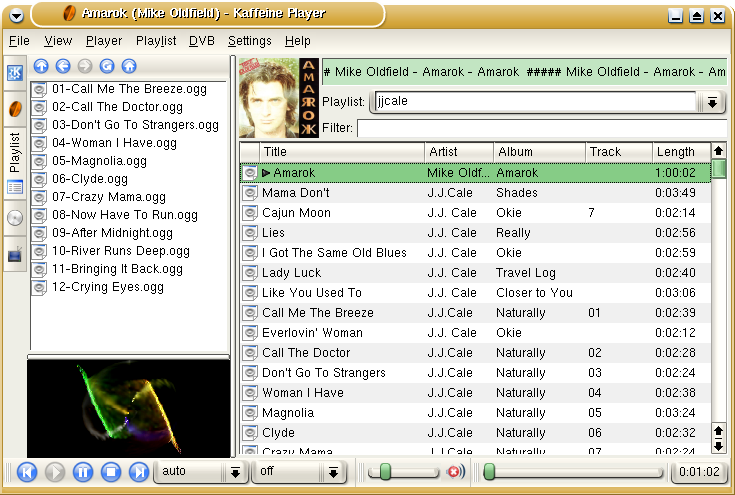 Amarok (Mike Oldfield) - Kaffeine Player
File View Player Playlist DVB Settings Help
Playlist
01-Call Me The Breeze.ogg
02-Call The Doctor.ogg
03-Don't Go To Strangers.ogg
04-Woman I Have.ogg
05-Magnolia.ogg
06-Clyde.ogg
07-Crazy Mama.ogg
08-Now Have To Run.ogg
09-After Midnight.ogg
10-River Runs Deep.ogg
11-Bringing It Back.ogg
12-Crying Eyes.ogg
AMAROK
# Mike Oldfield - Amarok - Amarok ##### Mike Oldfield - Amarok - Am
Playlist: jjcale
Filter:
Title Artist Album Track Length
Amarok Mike Oldf... Amarok 1:00:02
Mama Don't J.J.Cale Shades 0:03:49
Cajun Moon J.J. Cale Okie 7 0:02:14
Lies J.J. Cale Really 0:02:56
I Got The Same Old Blues J.J. Cale Okie 0:02:59
Lady Luck J.J. Cale Travel Log 0:02:40
Like You Used To J.J. Cale Closer to You 0:03:06
Call Me The Breeze J.J.Cale Naturally 01 0:02:39
Everlovin' Woman J.J. Cale Okie 0:02:12
Call The Doctor J.J.Cale Naturally 02 0:02:28
Don't Go To Strangers J.J.Cale Naturally 03 0:02:24
Woman I Have J.J.Cale Naturally 04 0:02:38
Magnolia J.J.Cale Naturally 05 0:03:24
Clyde J.J.Cale Naturally 06 0:02:32
Crazy Mama J.J.Cale Naturally 07 0:02:24
auto off 0:01:02